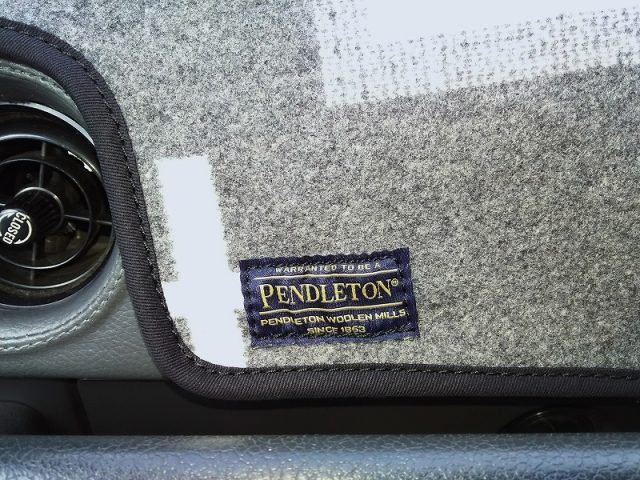 CLOSED
WARRANTED TO BE A
PENDLETON®
PENDLETON WOOLEN MILLS
SINCE 1863